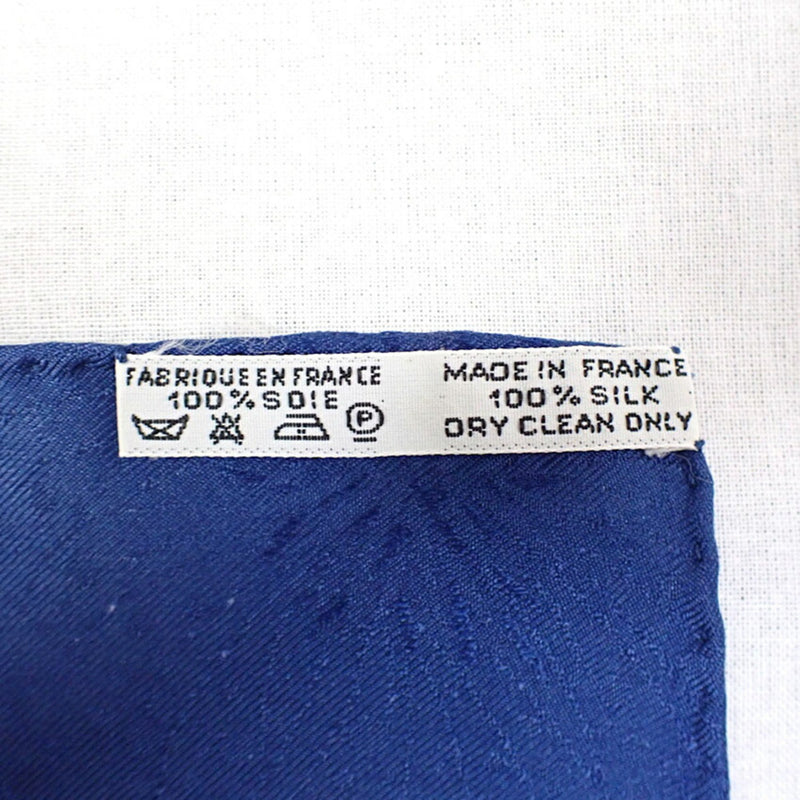 FABRIQUE EN FRANCE
100% SOIE
P
MADE IN FRANCE
100% SILK
DRY CLEAN ONLY